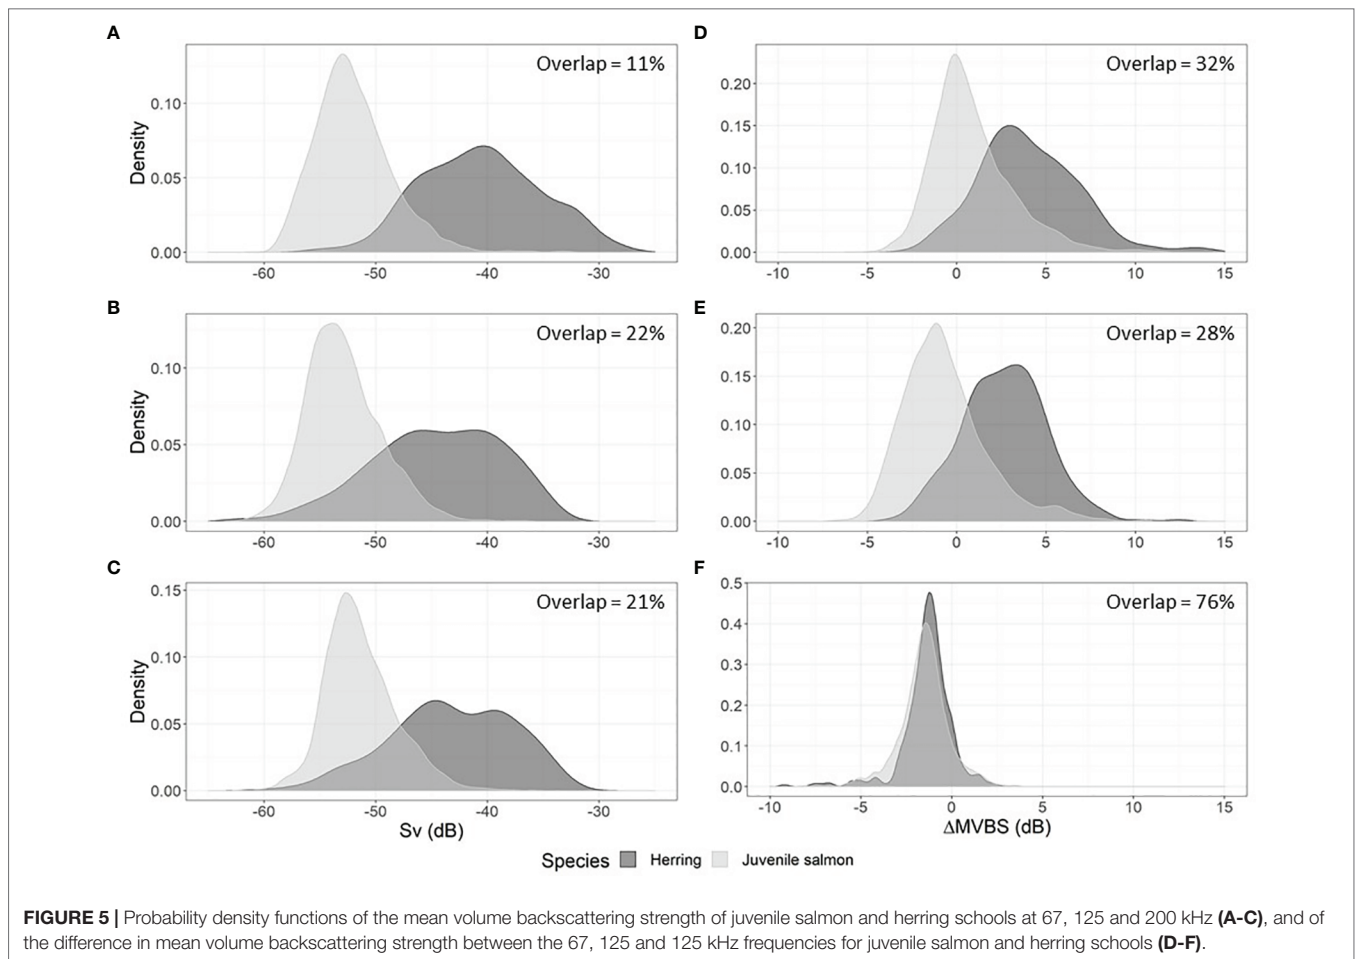 A
Overlap = 11%
Density
0.10
0.05
0.00
-60 -50 -40 -30
B
Overlap = 22%
Density
0.10
0.05
0.00
-60 -50 -40 -30
C
Overlap = 21%
Density
0.15
0.10
0.05
0.00
-60 -50 -40 -30
Sv (dB)
D
Overlap = 32%
0.20
0.15
0.10
0.05
0.00
-10 -5 0 5 10 15
E
Overlap = 28%
0.20
0.15
0.10
0.05
0.00
-10 -5 0 5 10 15
F
Overlap = 76%
0.5
0.4
0.3
0.2
0.1
0.0
-10 -5 0 5 10 15
ΔMVBS (dB)
Species Herring Juvenile salmon
FIGURE 5 | Probability density functions of the mean volume backscattering strength of juvenile salmon and herring schools at 67, 125 and 200 kHz (A-C), and of
the difference in mean volume backscattering strength between the 67, 125 and 125 kHz frequencies for juvenile salmon and herring schools (D-F).